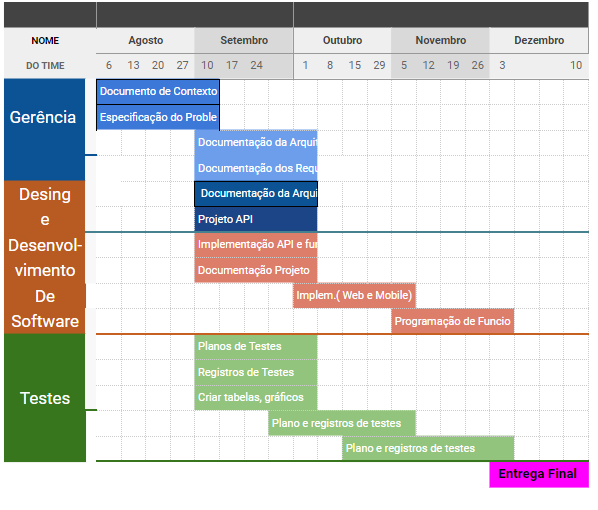 NOME
Agosto
Setembro
Outubro
Novembro
Dezembro
DO TIME
6 13 20 27 10 17 24 1 8 15 29 5 12 19 26 3 10
Gerência
Documento de Contexto
Especificação do Proble
Documentação da Arqui
Documentação dos Requ
Desing
e
Desenvol-
vimento
De
Software
Documentação da Arqui
Projeto API
Implementação API e fun
Documentação Projeto
Implem.( Web e Mobile)
Programação de Funcio
Testes
Planos de Testes
Registros de Testes
Criar tabelas, gráficos
Plano e registros de testes
Plano e registros de testes
Entrega Final